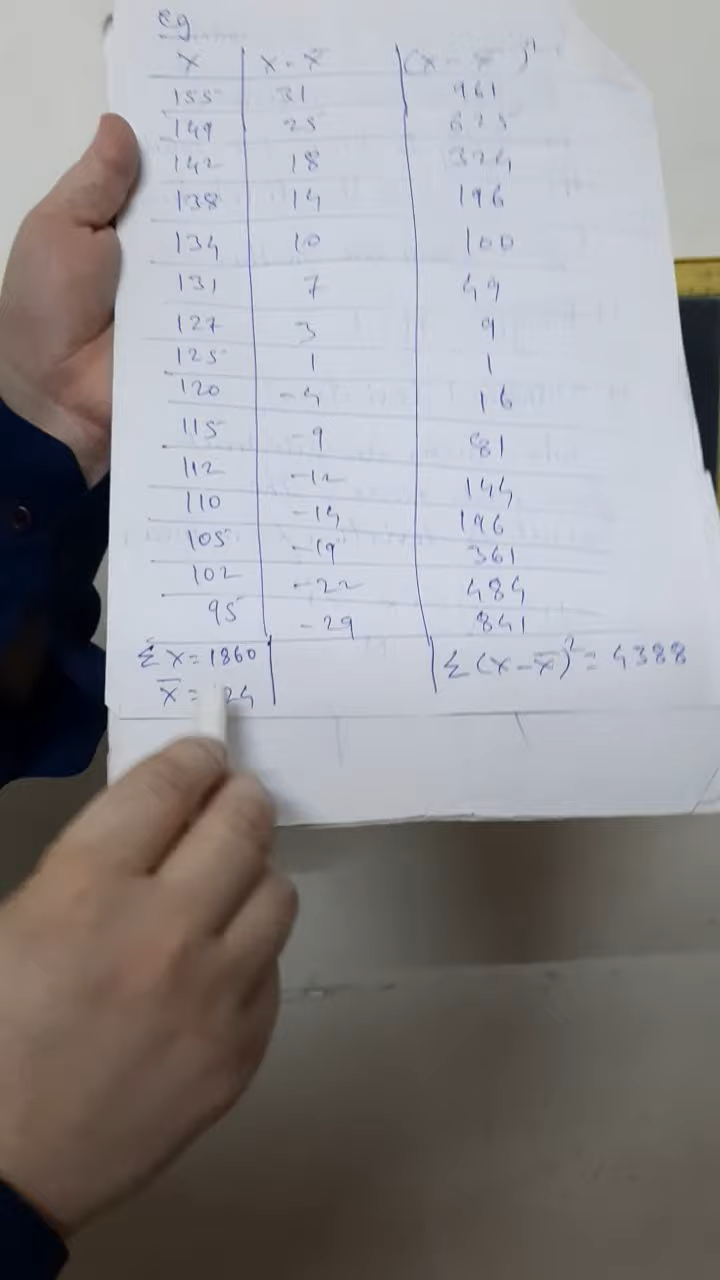 eg
X X - X̄ (X - X̄)²
155 31 961
149 25 625
142 18 324
138 14 196
134 10 100
131 7 49
127 3 9
125 1 1
120 -4 16
115 -9 81
112 -12 144
110 -14 196
105 -19 361
102 -22 484
95 -29 841
Σ X = 1860 Σ (X - X̄)² = 4388
X̄ = 124